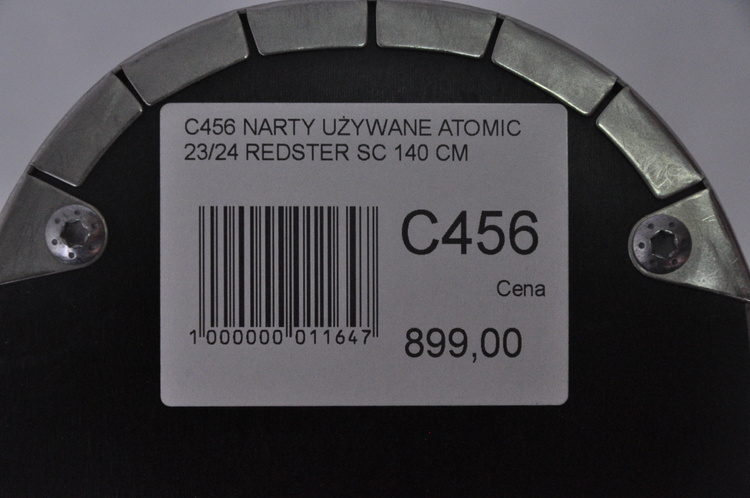 C456 NARTY UŻYWANE ATOMIC
23/24 REDSTER SC 140 CM
C456
Cena
1 000000 011647
899,00